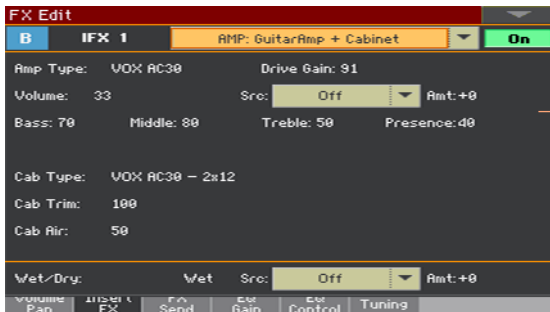 FX Edit
B IFX 1 AMP: GuitarAmp + Cabinet On
Amp Type: VOX AC30 Drive Gain: 91
Volume: 33 Src: Off Amt:+0
Bass: 70 Middle: 80 Treble: 50 Presence:40
Cab Type: VOX AC30 – 2x12
Cab Trim: 100
Cab Air: 50
Wet/Dry: Wet Src: Off Amt:+0
Volume Insert FX EQ EQ Tuning
Pan FX Send Gain Control